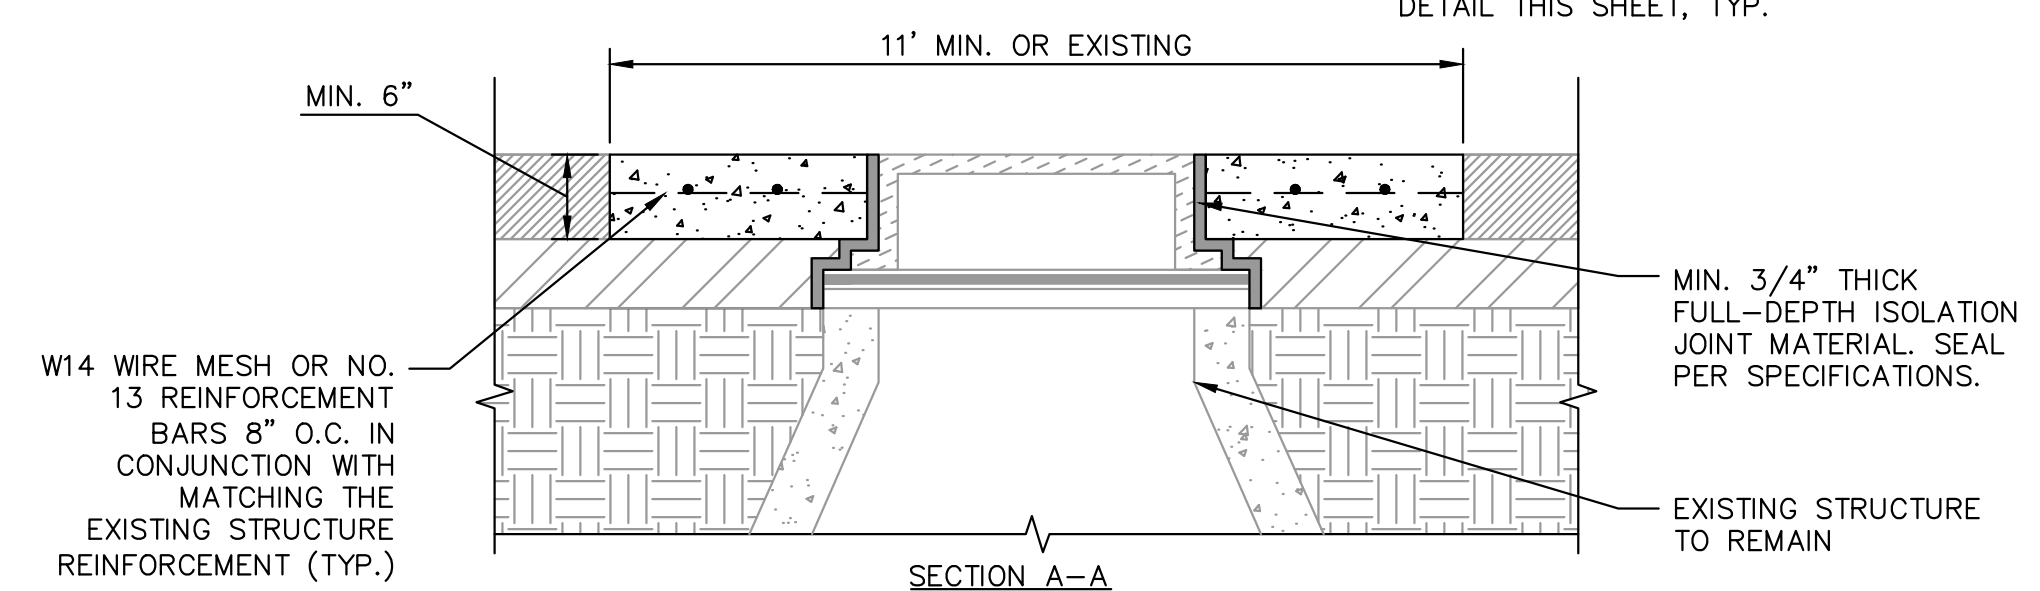 DETAIL THIS SHEET, TYP.
11' MIN. OR EXISTING
MIN. 6"
MIN. 3/4" THICK
FULL-DEPTH ISOLATION
JOINT MATERIAL. SEAL
PER SPECIFICATIONS.
W14 WIRE MESH OR NO.
13 REINFORCEMENT
BARS 8" O.C. IN
CONJUNCTION WITH
MATCHING THE
EXISTING STRUCTURE
REINFORCEMENT (TYP.)
EXISTING STRUCTURE
TO REMAIN
SECTION A-A